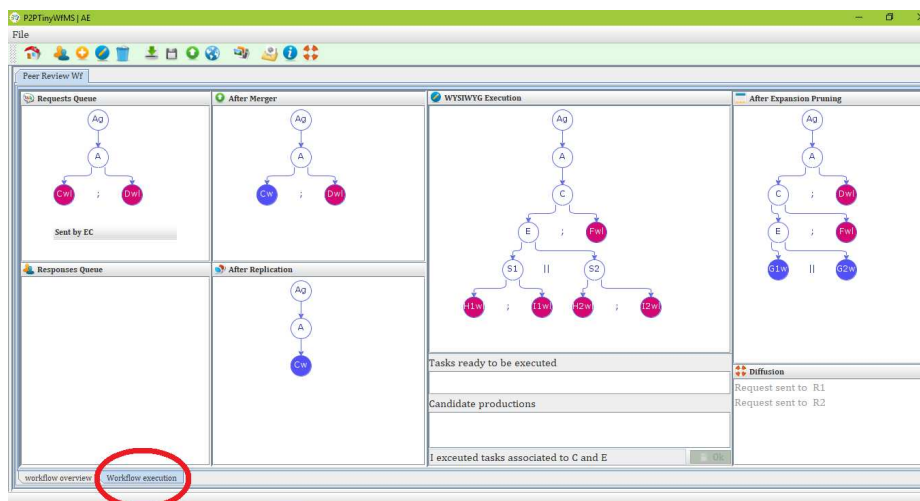 P2PTinyWfMS | AE
File
Peer Review Wf
Requests Queue
Ag
A
Cwl ; Dwl
Sent by EC
After Merger
Ag
A
Cw ; Dwl
WYSIWYG Execution
Ag
A
C
E ; Fwl
S1 || S2
H1wl ; I1wl H2wl ; I2wl
After Expansion Pruning
Ag
A
C ; Dwl
E ; Fwl
G1w || G2w
Responses Queue
After Replication
Ag
A
Cw
Tasks ready to be executed
Candidate productions
I exceuted tasks associated to C and E
Ok
Diffusion
Request sent to R1
Request sent to R2
workflow overview Workflow execution